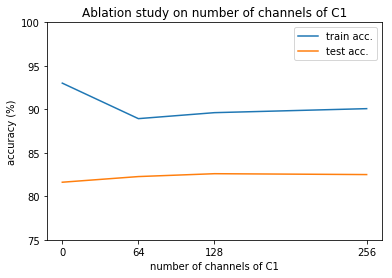 Ablation study on number of channels of C1
train acc.
test acc.
accuracy (%)
100
95
90
85
80
75
0 64 128 256
number of channels of C1